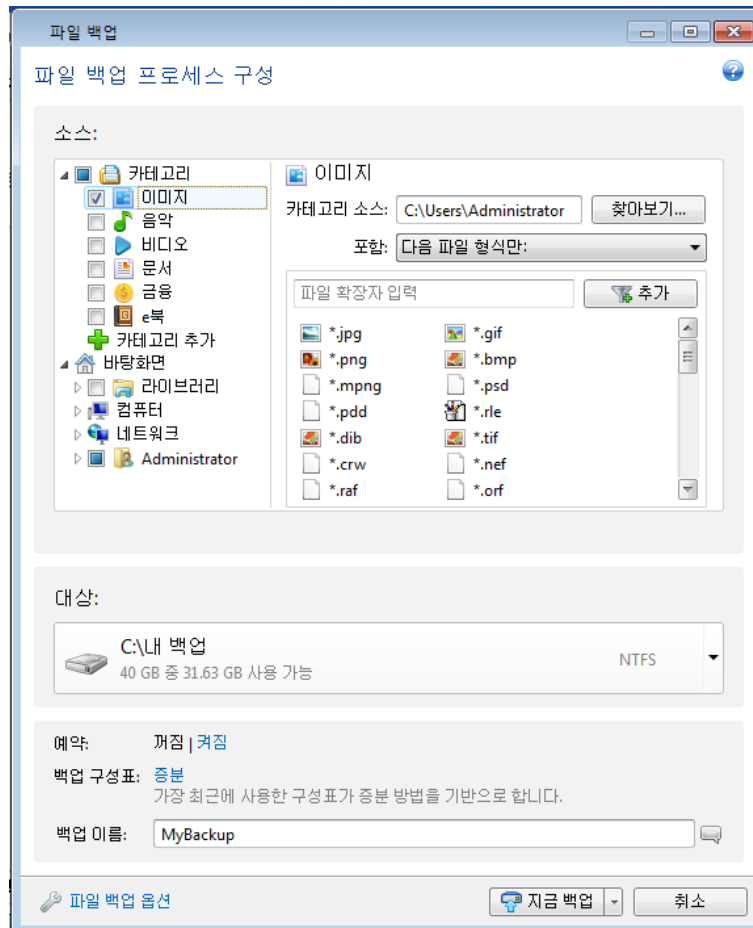 파일 백업
파일 백업 프로세스 구성
소스:
카테고리
이미지
음악
비디오
문서
금융
e북
카테고리 추가
바탕화면
라이브러리
컴퓨터
네트워크
Administrator
이미지
카테고리 소스: C:\Users\Administrator 찾아보기...
포함: 다음 파일 형식만:
파일 확장자 입력 추가
*.jpg *.gif
*.png *.bmp
*.mpng *.psd
*.pdd *.rle
*.dib *.tif
*.crw *.nef
*.raf *.orf
대상:
C:\내 백업
40 GB 중 31.63 GB 사용 가능 NTFS
예약: 꺼짐 | 켜짐
백업 구성표: 증분
가장 최근에 사용한 구성표가 증분 방법을 기반으로 합니다.
백업 이름: MyBackup
파일 백업 옵션 지금 백업 취소